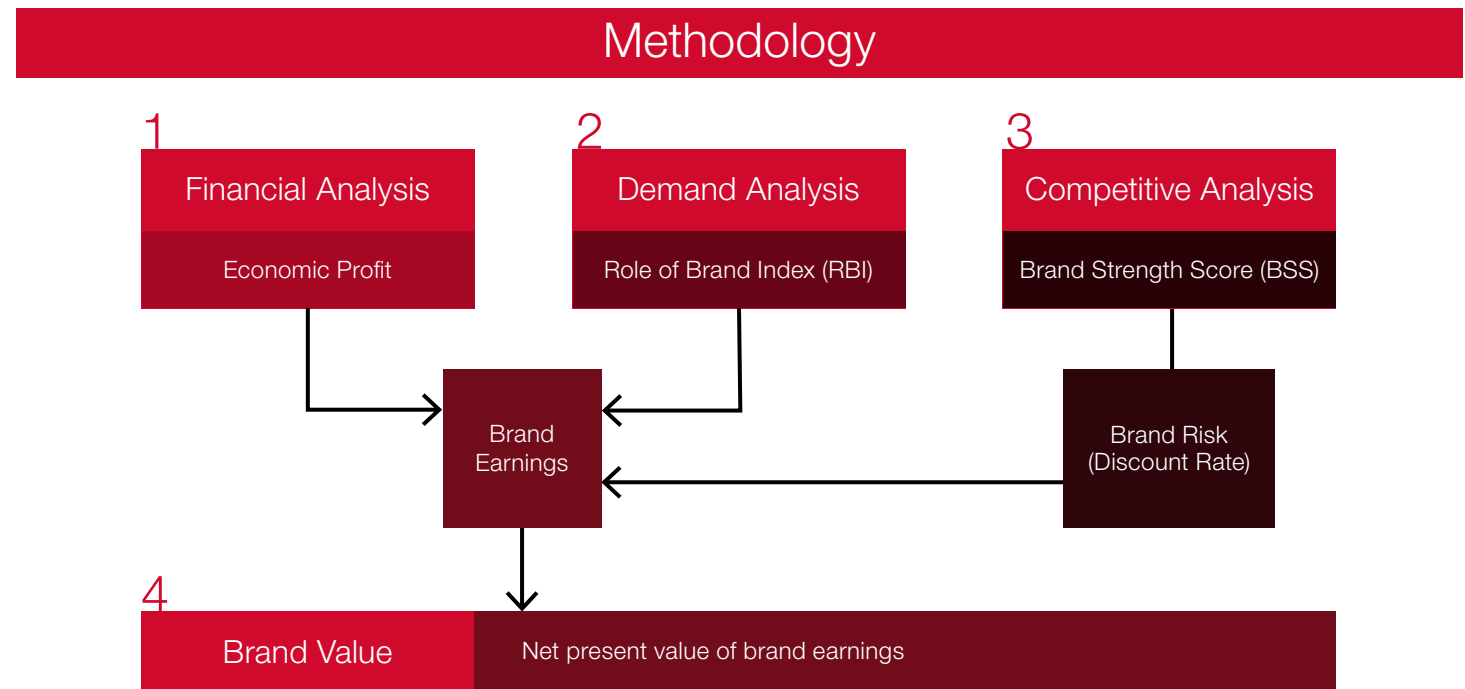 Methodology
1
Financial Analysis
Economic Profit
2
Demand Analysis
Role of Brand Index (RBI)
3
Competitive Analysis
Brand Strength Score (BSS)
Brand
Earnings
Brand Risk
(Discount Rate)
4
Brand Value
Net present value of brand earnings